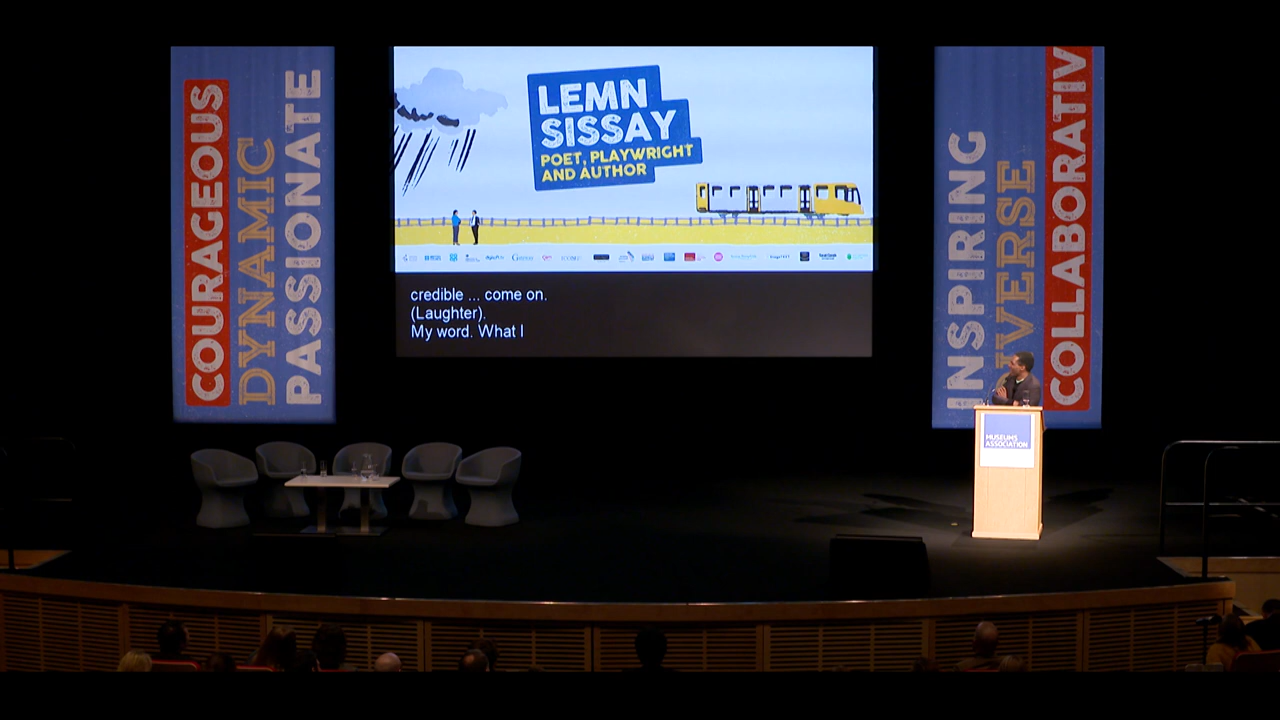 COURAGEOUS
DYNAMIC
PASSIONATE
LEMN
SISSAY
POET, PLAYWRIGHT
AND AUTHOR
credible ... come on.
(Laughter).
My word. What I
INSPIRING
IVERSE
COLLABORATIV
MUSEUMS
ASSOCIATION